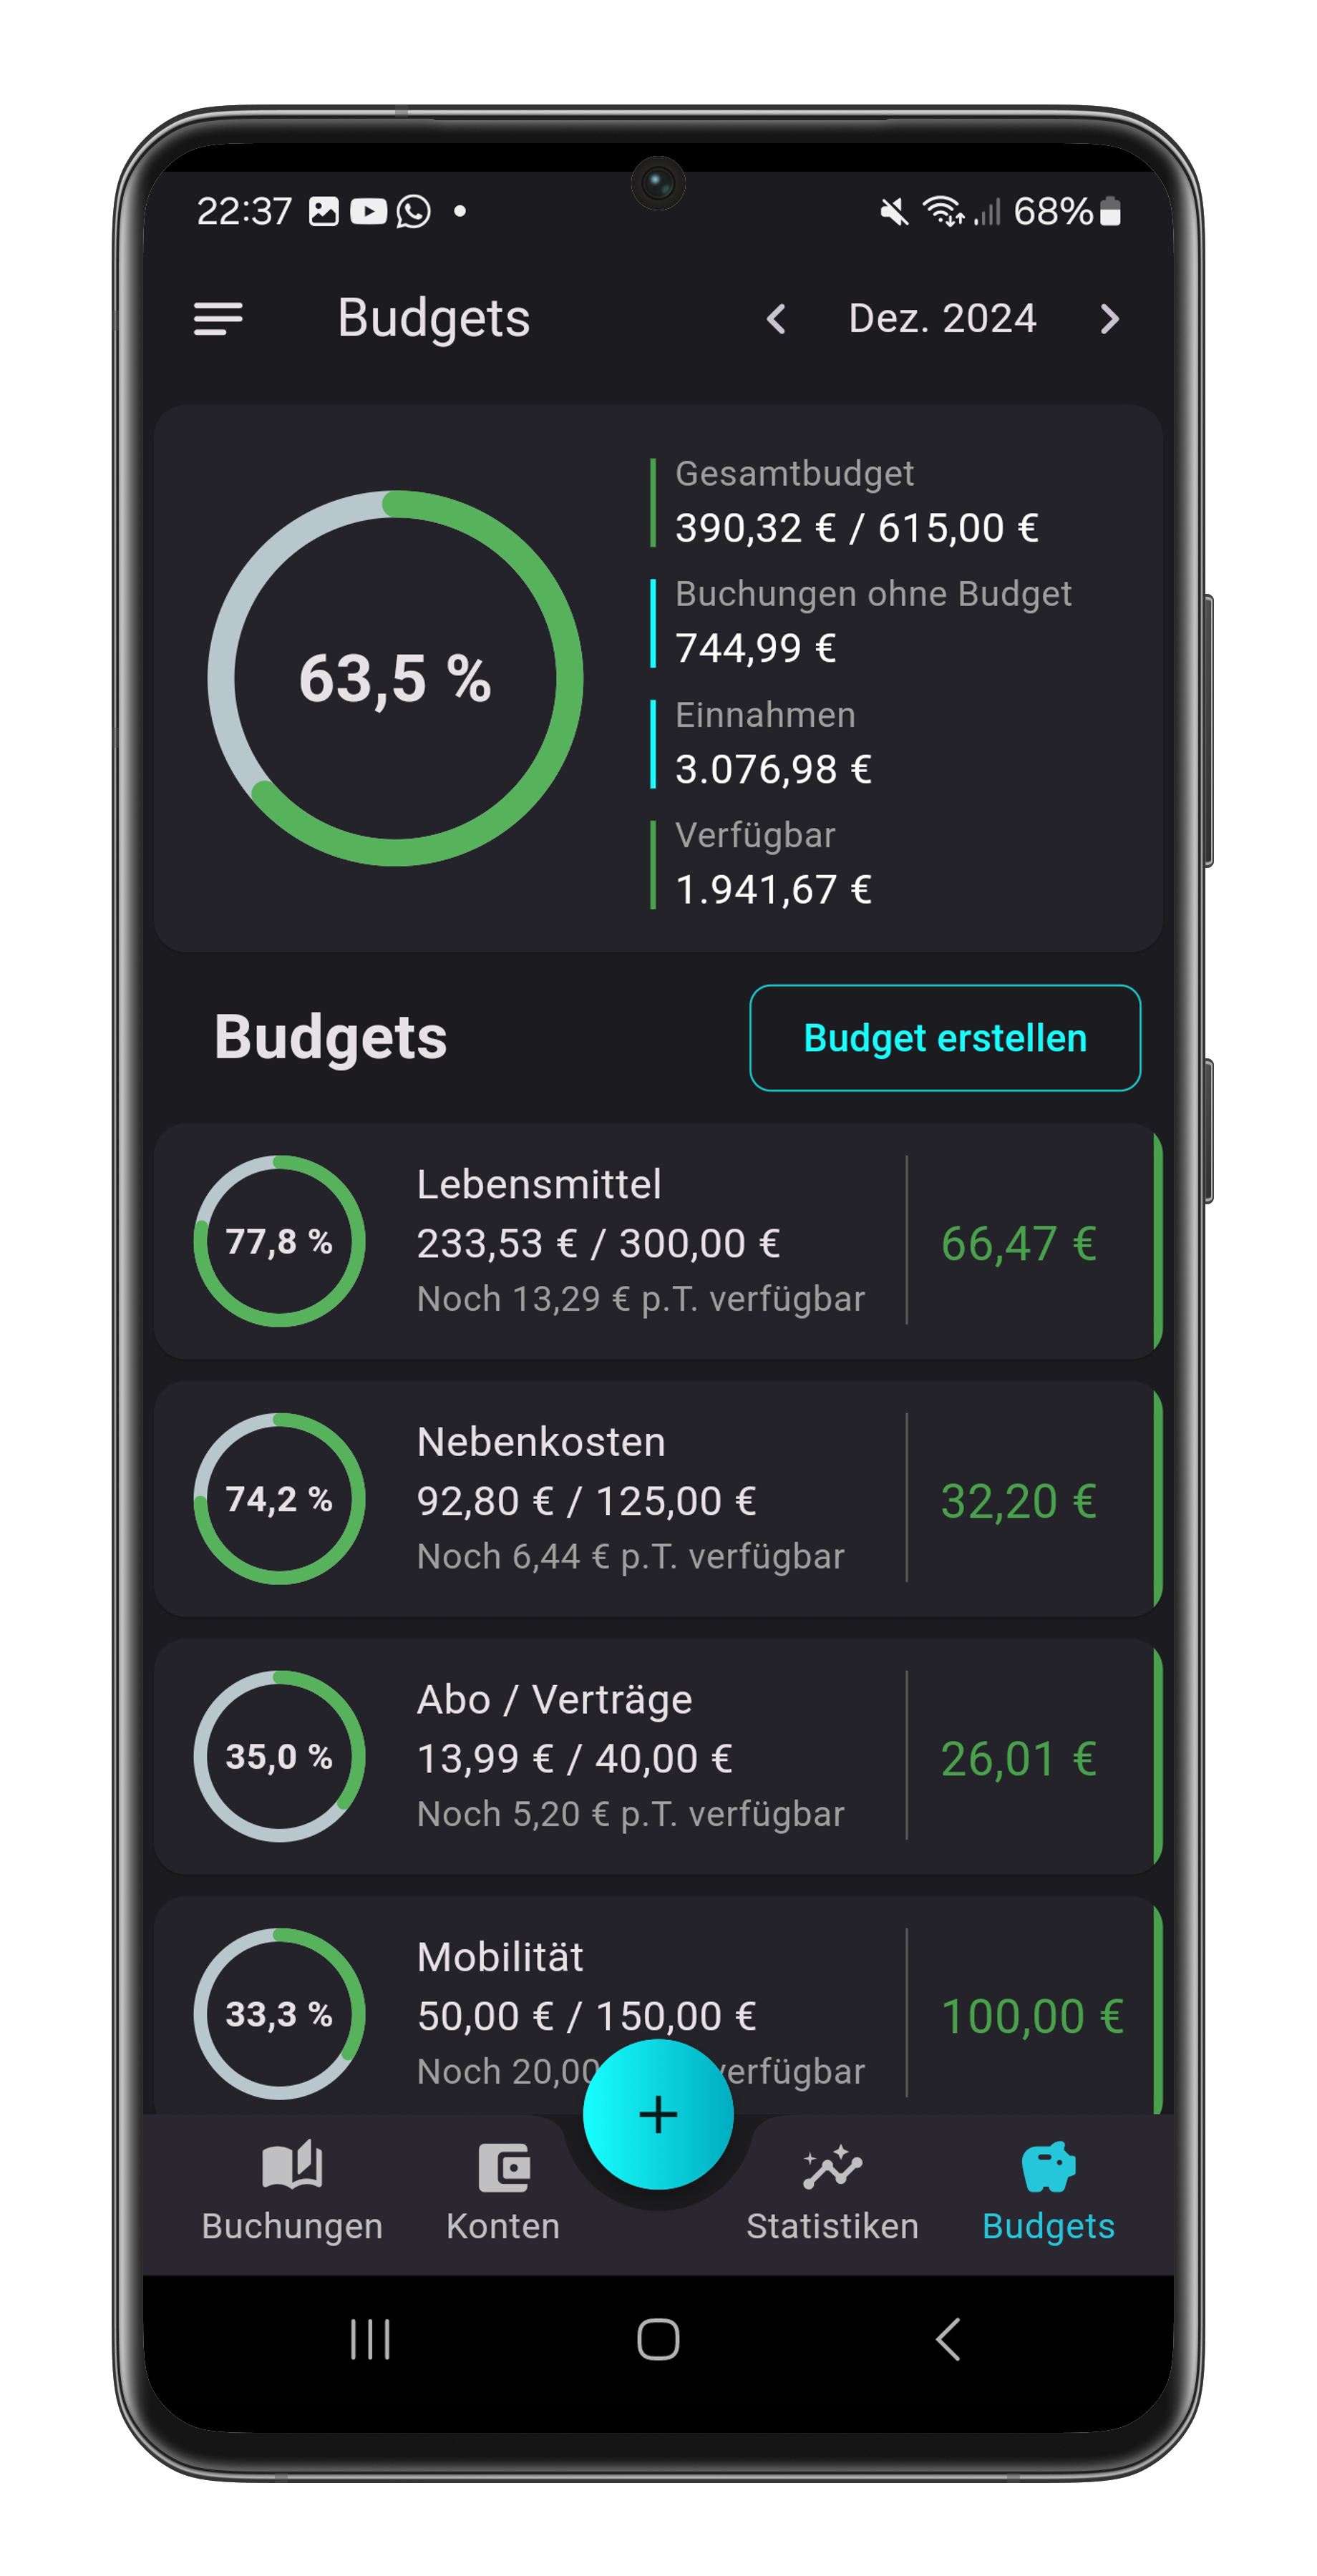 22:37 68%
Budgets Dez. 2024
63,5 %
Gesamtbudget
390,32 € / 615,00 €
Buchungen ohne Budget
744,99 €
Einnahmen
3.076,98 €
Verfügbar
1.941,67 €
Budgets Budget erstellen
Lebensmittel
77,8 % 233,53 € / 300,00 € 66,47 €
Noch 13,29 € p.T. verfügbar
Nebenkosten
74,2 % 92,80 € / 125,00 € 32,20 €
Noch 6,44 € p.T. verfügbar
Abo / Verträge
35,0 % 13,99 € / 40,00 € 26,01 €
Noch 5,20 € p.T. verfügbar
Mobilität
33,3 % 50,00 € / 150,00 € 100,00 €
Noch 20,00 verfügbar
+
Buchungen Konten Statistiken Budgets